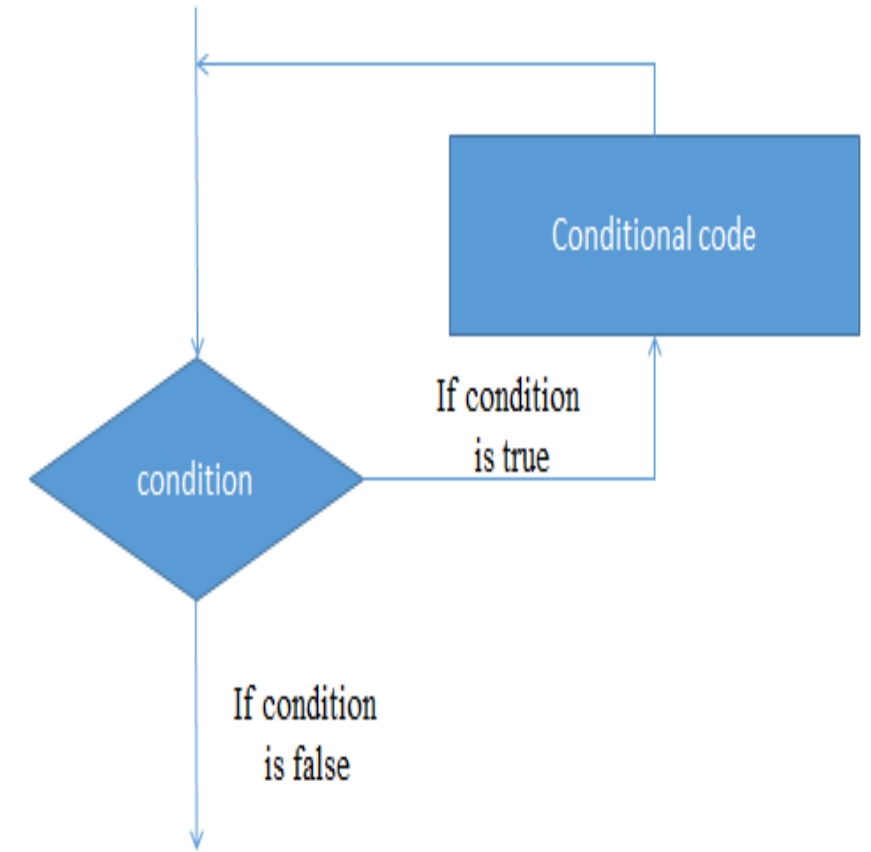 Conditional code
If condition
is true
condition
If condition
is false